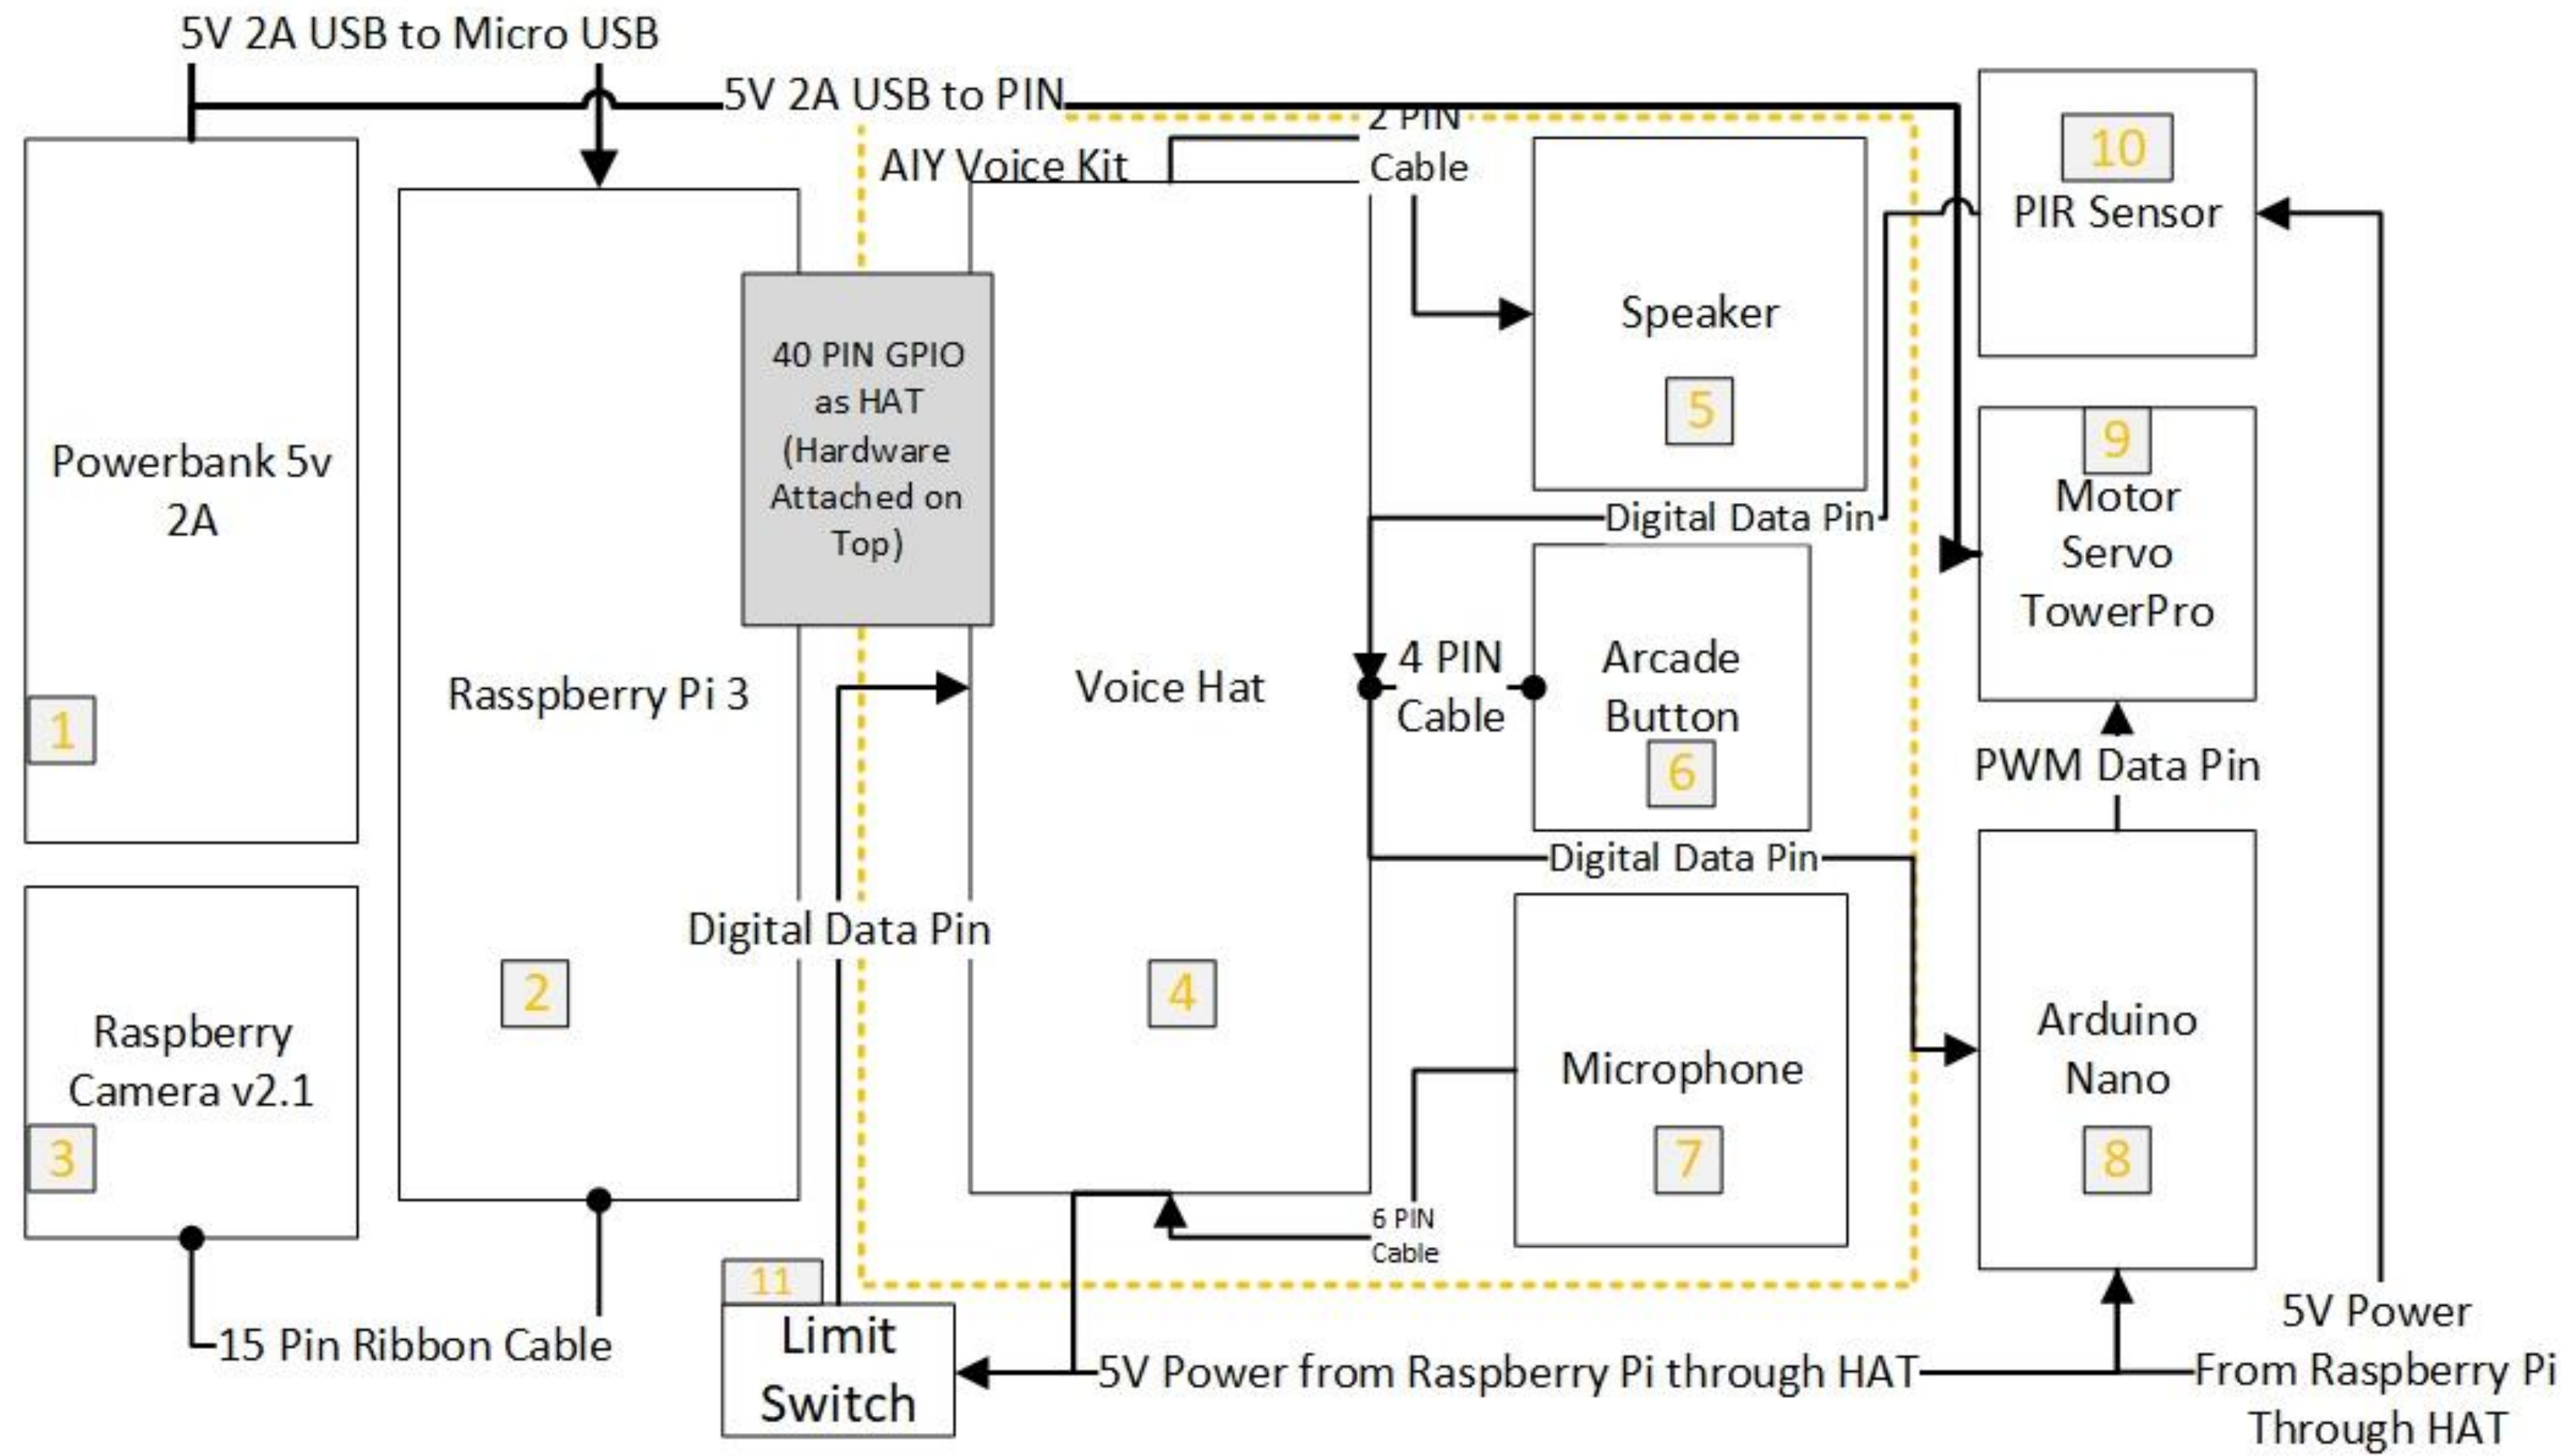 5V 2A USB to Micro USB
5V 2A USB to PIN
2 PIN
Cable
AIY Voice Kit
10
PIR Sensor
Powerbank 5v
2A
1
Rasspberry Pi 3
2
40 PIN GPIO
as HAT
(Hardware
Attached on
Top)
Voice Hat
4
Speaker
5
Digital Data Pin
9
Motor
Servo
TowerPro
4 PIN
Cable
Arcade
Button
6
PWM Data Pin
Digital Data Pin
Digital Data Pin
Raspberry
Camera v2.1
3
Microphone
7
Arduino
Nano
8
6 PIN
Cable
11
Limit
Switch
15 Pin Ribbon Cable
5V Power from Raspberry Pi through HAT
5V Power
From Raspberry Pi
Through HAT